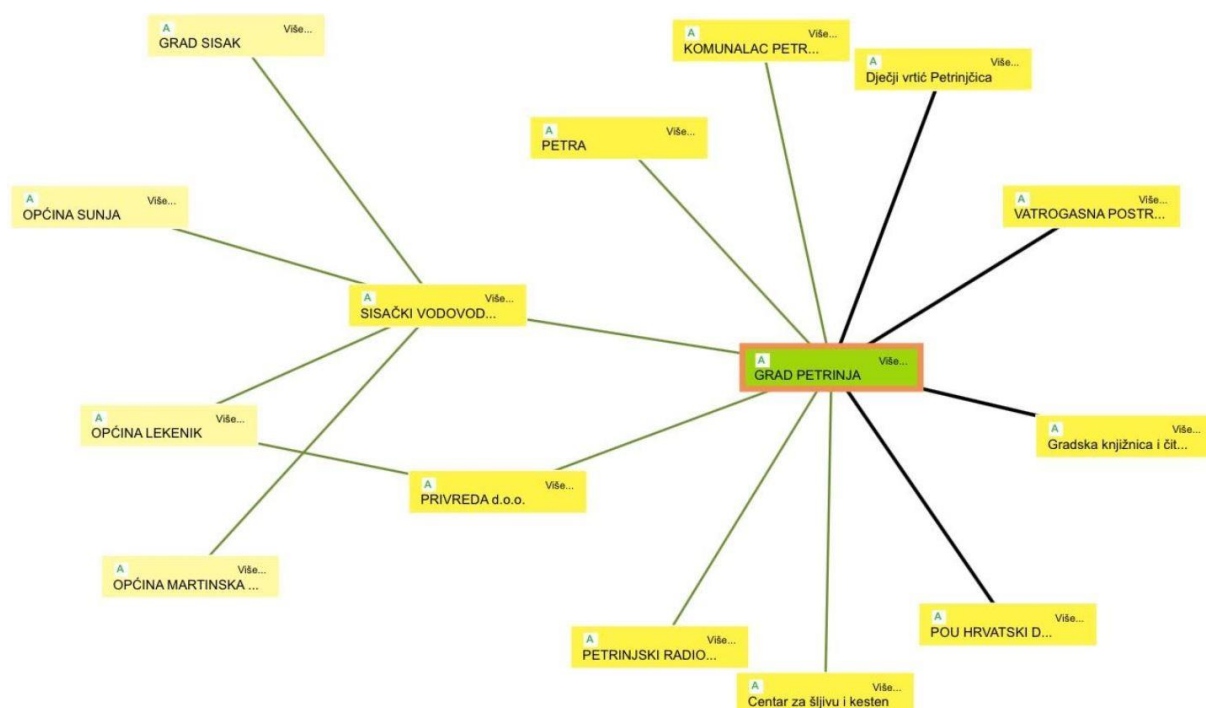 A Više...
GRAD SISAK
A Više...
KOMUNALAC PETR...
A Više...
Dječji vrtić Petrinjčica
A Više...
PETRA
A Više...
OPĆINA SUNJA
A Više...
VATROGASNA POSTR...
A Više...
SISAČKI VODOVOD...
A Više...
GRAD PETRINJA
A Više...
OPĆINA LEKENIK
A Više...
Gradska knjižnica i čit...
A Više...
PRIVREDA d.o.o.
A Više...
OPĆINA MARTINSKA ...
A Više...
POU HRVATSKI D...
A Više...
PETRINJSKI RADIO...
A Više...
Centar za šljivu i kesten